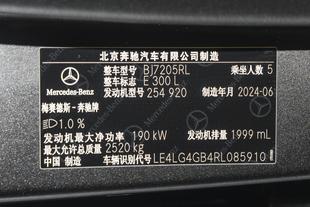 北京奔驰汽车有限公司制造
整车型号 BJ7205RL 乘坐人数 5
整车车型 E 300 L
发动机型号 254 920 制造年月 2024-06
Mercedes-Benz
梅赛德斯-奔驰牌
1.0 %
发动机最大净功率 190 kW 发动机排量 1999 mL
最大允许总质量 2520 kg
中国 制造 车辆识别代号 LE4LG4GB4RL085910